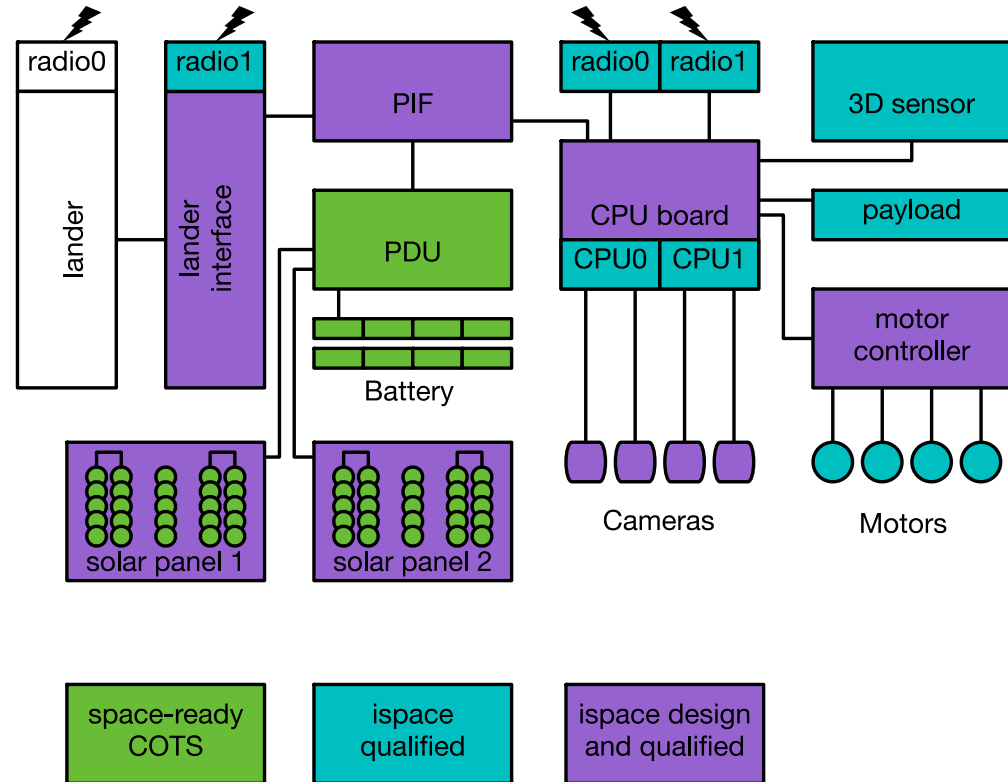 radio0
radio1
radio0
radio1
PIF
3D sensor
lander
lander
interface
PDU
CPU board
CPU0
CPU1
payload
motor
controller
Battery
Cameras
Motors
solar panel 1
solar panel 2
space-ready
COTS
ispace
qualified
ispace design
and qualified